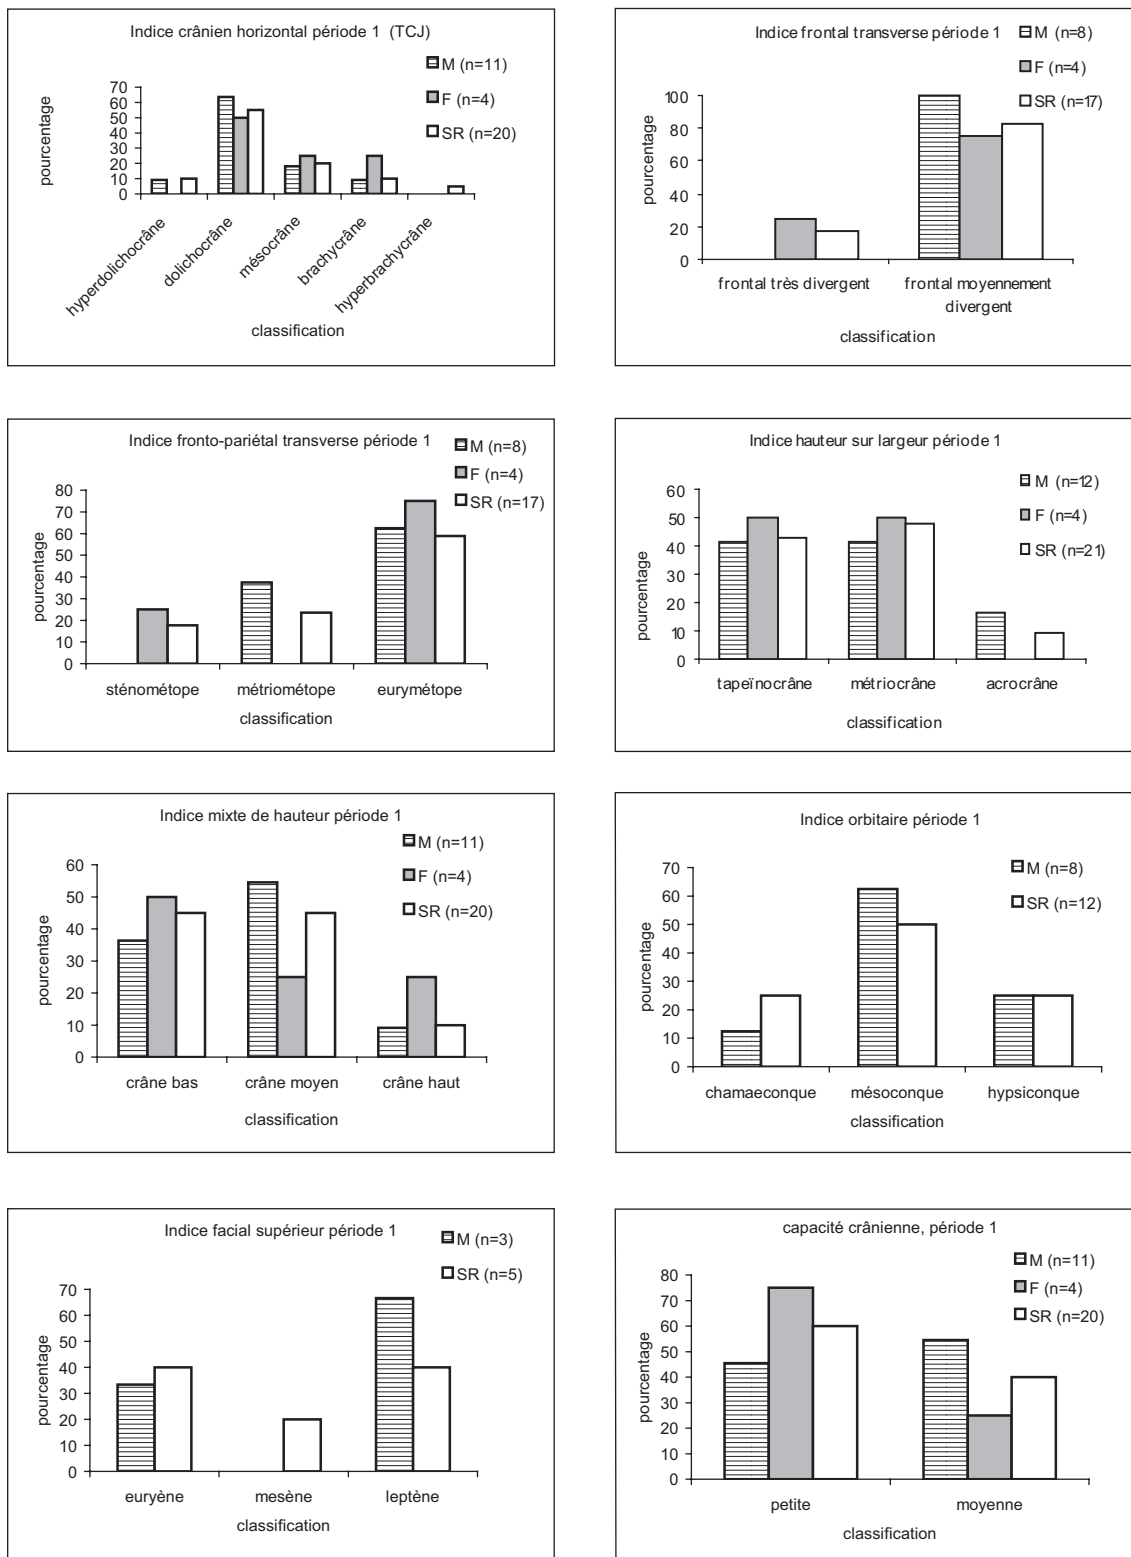 Indice crânien horizontal période 1 (TCJ)
M (n=11)
F (n=4)
SR (n=20)
pourcentage
70
60
50
40
30
20
10
0
hyperdolichocrâne
dolichocrâne
mésocrâne
brachycrâne
hyperbrachycrâne
classification
Indice frontal transverse période 1
M (n=8)
F (n=4)
SR (n=17)
pourcentage
100
80
60
40
20
0
frontal très divergent
frontal moyennement
divergent
classification
Indice fronto-pariétal transverse période 1
M (n=8)
F (n=4)
SR (n=17)
pourcentage
80
70
60
50
40
30
20
10
0
sténométope
métriométope
eurymétope
classification
Indice hauteur sur largeur période 1
M (n=12)
F (n=4)
SR (n=21)
pourcentage
60
50
40
30
20
10
0
tapeïnocrâne
métriocrâne
acrocrâne
classification
Indice mixte de hauteur période 1
M (n=11)
F (n=4)
SR (n=20)
pourcentage
60
50
40
30
20
10
0
crâne bas
crâne moyen
crâne haut
classification
Indice orbitaire période 1
M (n=8)
SR (n=12)
pourcentage
70
60
50
40
30
20
10
0
chamaeconque
mésoconque
hypsiconque
classification
Indice facial supérieur période 1
M (n=3)
SR (n=5)
pourcentage
70
60
50
40
30
20
10
0
euryène
mesène
leptène
classification
capacité crânienne, période 1
M (n=11)
F (n=4)
SR (n=20)
pourcentage
80
70
60
50
40
30
20
10
0
petite
moyenne
classification